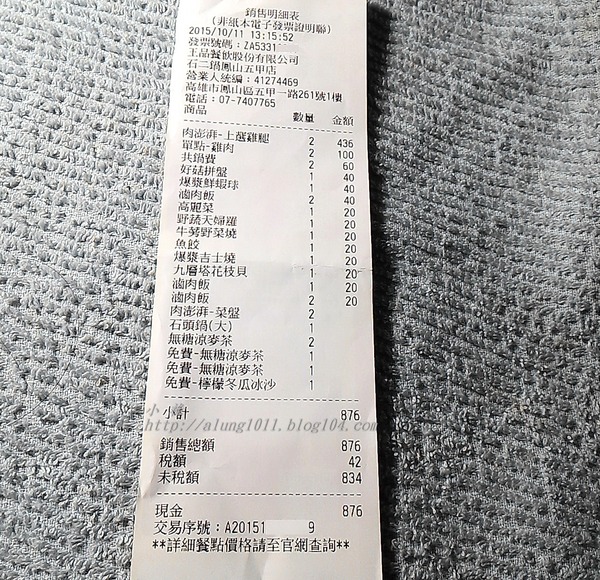 銷售明細表
(非紙本電子發票證明聯)
2015/10/11 13:15:52
發票號碼:ZA5331
王品餐飲股份有限公司
石二鍋鳳山五甲店
營業人統編:41274469
高雄市鳳山區五甲一路261號1樓
電話:07-7407765
商品 數量 金額
肉澎湃-上選雞腿 2 436
單點-雞肉 2 100
共鍋費 2 60
好菇拼盤 1 40
爆漿鮮蝦球 1 40
滷肉飯 2 40
高麗菜 1 20
野蔬天婦羅 1 20
牛蒡野菜燒 1 20
魚餃 1 20
爆漿吉士燒 1 20
九層塔花枝貝 1 20
滷肉飯 1 20
滷肉飯 2 20
肉澎湃-菜盤 2
石頭鍋(大) 1
無糖涼麥茶 2
免費-無糖涼麥茶 1
免費-無糖涼麥茶 1
免費-檸檬冬瓜冰沙 1
小計 876
http://alung1011.blog104.com
銷售總額 876
稅額 42
未稅額 834
現金 876
交易序號:A20151 9
**詳細餐點價格請至官網查詢**